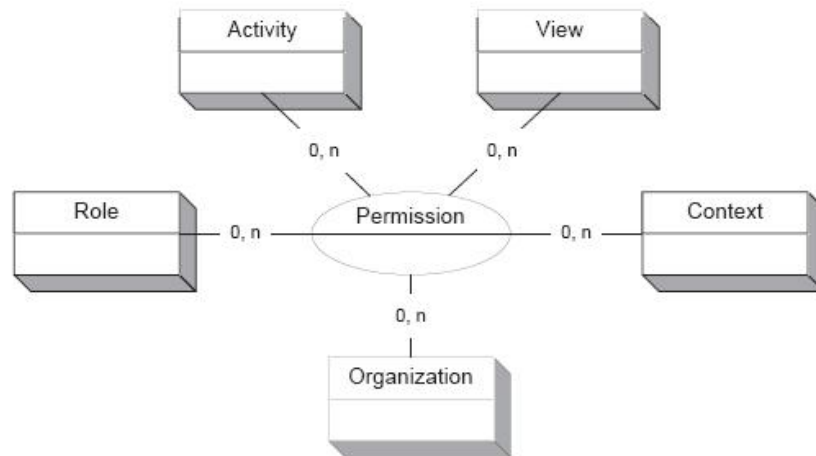 Activity
View
0, n
0, n
Role
0, n
Permission
0, n
Context
0, n
Organization